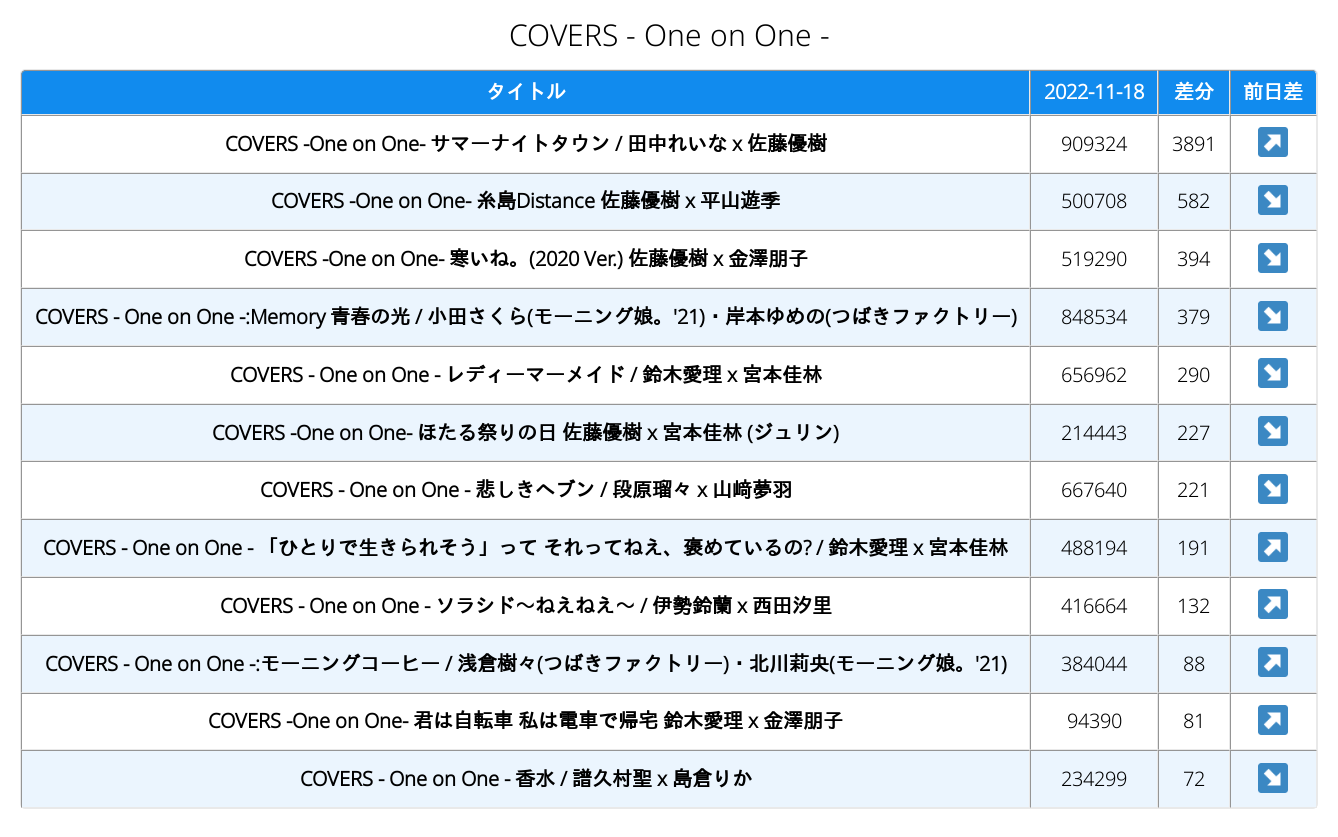 COVERS - One on One -
タイトル 2022-11-18 差分 前日差
COVERS -One on One- サマーナイトタウン / 田中れいな x 佐藤優樹 909324 3891
COVERS -One on One- 糸島Distance 佐藤優樹 x 平山遊季 500708 582
COVERS -One on One- 寒いね。(2020 Ver.) 佐藤優樹 x 金澤朋子 519290 394
COVERS - One on One -:Memory 青春の光 / 小田さくら(モーニング娘。'21)・岸本ゆめの(つばきファクトリー) 848534 379
COVERS - One on One - レディーマーメイド / 鈴木愛理 x 宮本佳林 656962 290
COVERS -One on One- ほたる祭りの日 佐藤優樹 x 宮本佳林 (ジュリン) 214443 227
COVERS - One on One - 悲しきヘブン / 段原瑠々 x 山﨑夢羽 667640 221
COVERS - One on One - 「ひとりで生きられそう」って それってねえ、褒めているの? / 鈴木愛理 x 宮本佳林 488194 191
COVERS - One on One - ソラシド～ねえねえ～ / 伊勢鈴蘭 x 西田汐里 416664 132
COVERS - One on One -:モーニングコーヒー / 浅倉樹々(つばきファクトリー)・北川莉央(モーニング娘。'21) 384044 88
COVERS -One on One- 君は自転車 私は電車で帰宅 鈴木愛理 x 金澤朋子 94390 81
COVERS - One on One - 香水 / 譜久村聖 x 島倉りか 234299 72